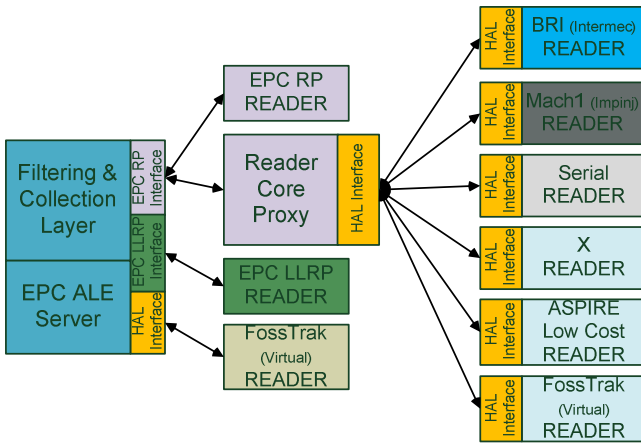 Filtering &
Collection
Layer
EPC ALE
Server
EPC RP
Interface
EPC LLRP
Interface
HAL
Interface
EPC RP
READER
Reader
Core
Proxy
HAL Interface
EPC LLRP
READER
FossTrak
(Virtual)
READER
HAL
Interface
BRI (Intermec)
READER
HAL
Interface
Mach1 (Impinj)
READER
HAL
Interface
Serial
READER
HAL
Interface
X
READER
HAL
Interface
ASPIRE
Low Cost
READER
HAL
Interface
FossTrak
(Virtual)
READER